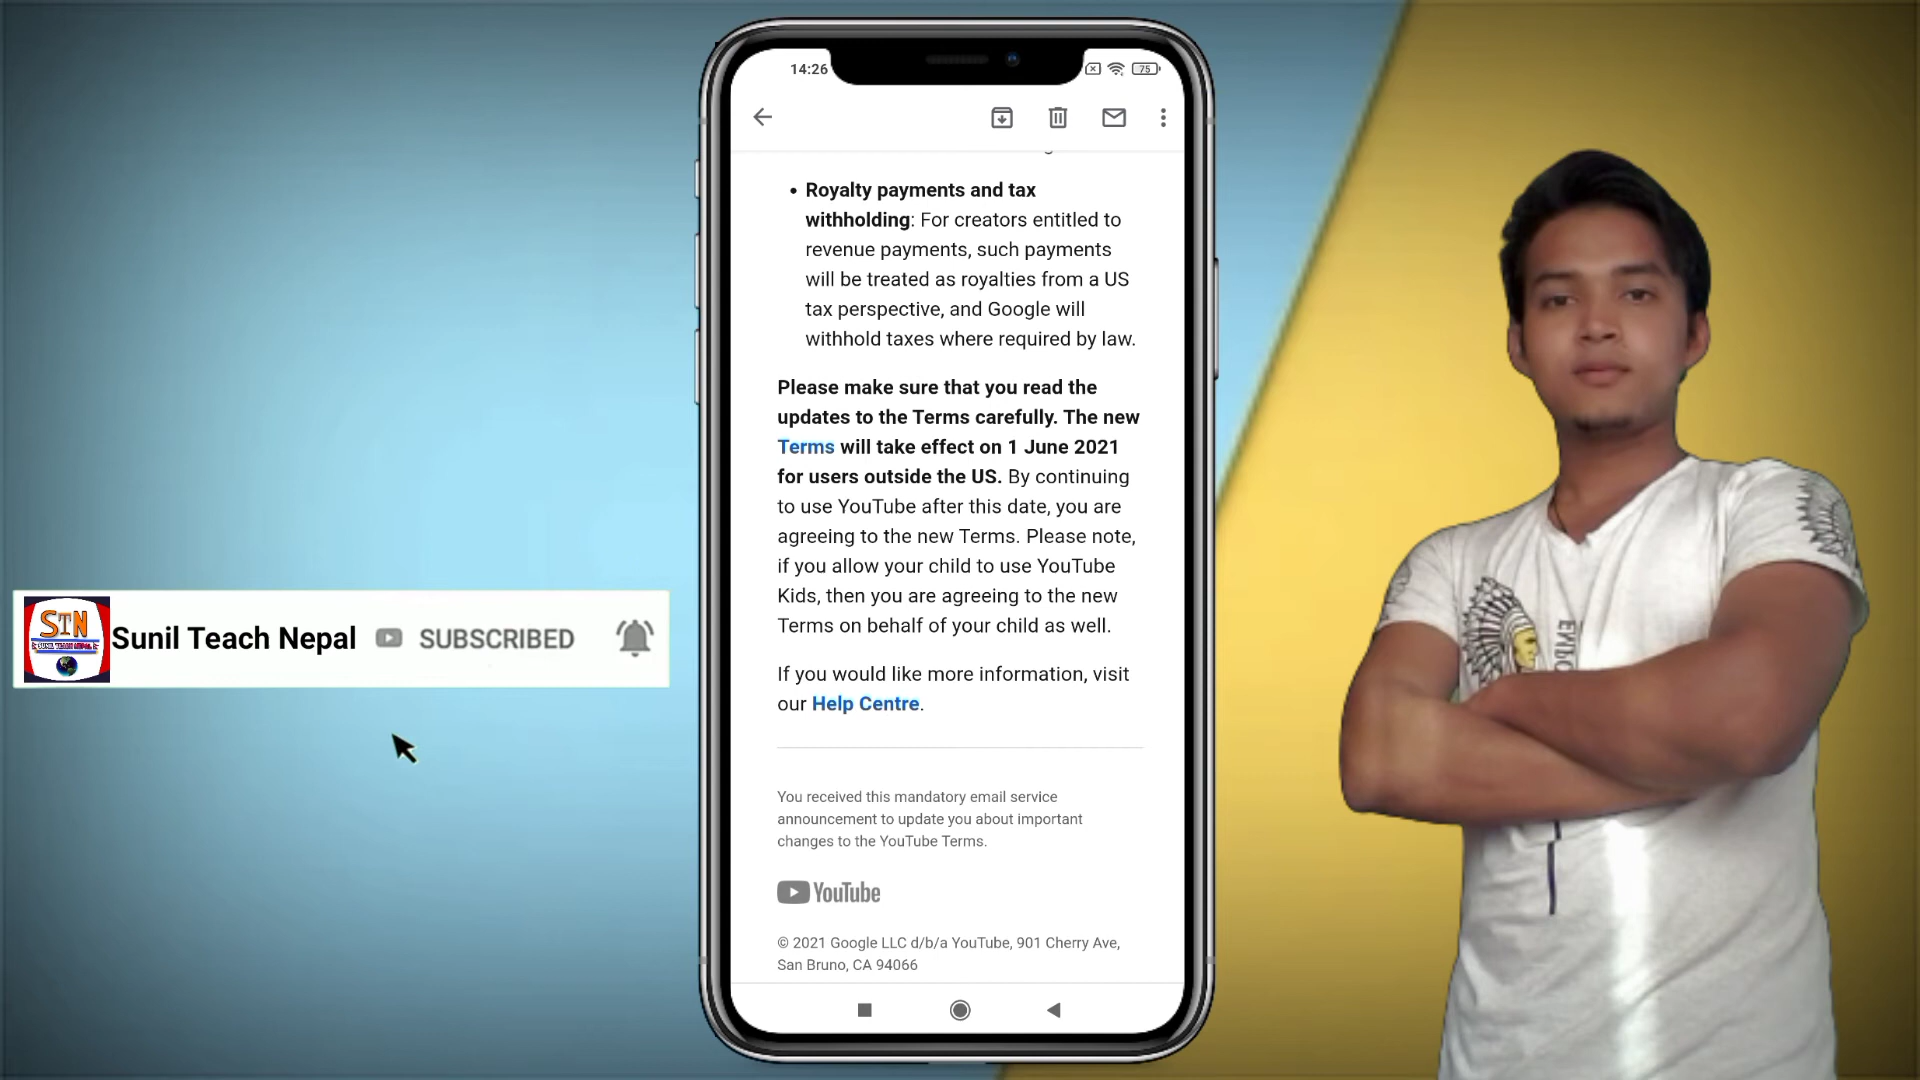 14:26
75
• Royalty payments and tax
withholding: For creators entitled to
revenue payments, such payments
will be treated as royalties from a US
tax perspective, and Google will
withhold taxes where required by law.
Please make sure that you read the
updates to the Terms carefully. The new
Terms will take effect on 1 June 2021
for users outside the US. By continuing
to use YouTube after this date, you are
agreeing to the new Terms. Please note,
if you allow your child to use YouTube
Kids, then you are agreeing to the new
Terms on behalf of your child as well.
If you would like more information, visit
our Help Centre.
You received this mandatory email service
announcement to update you about important
changes to the YouTube Terms.
YouTube
© 2021 Google LLC d/b/a YouTube, 901 Cherry Ave,
San Bruno, CA 94066
STN
SUNIL TEACH NEPAL
Sunil Teach Nepal
SUBSCRIBED